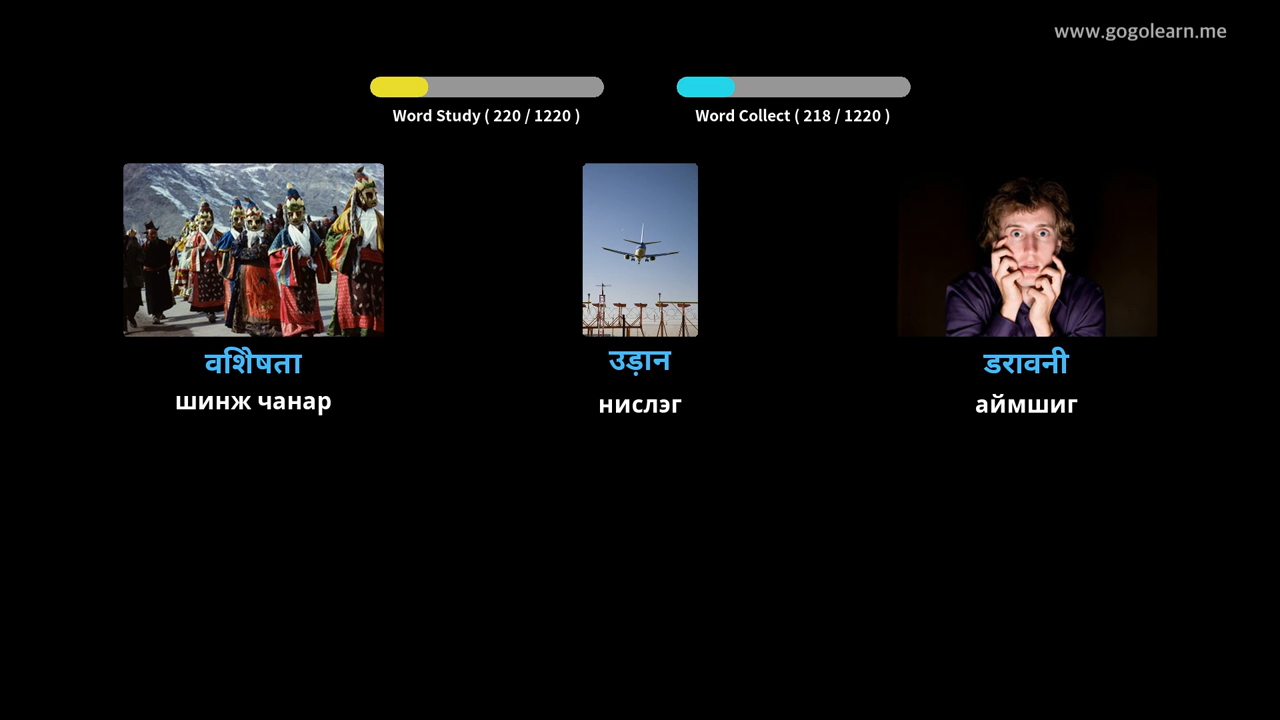 www.gogolearn.me
Word Study ( 220 / 1220 )
Word Collect ( 218 / 1220 )
विशेषता
उड़ान
डरावनी
шинж чанар
нислэг
аймшиг